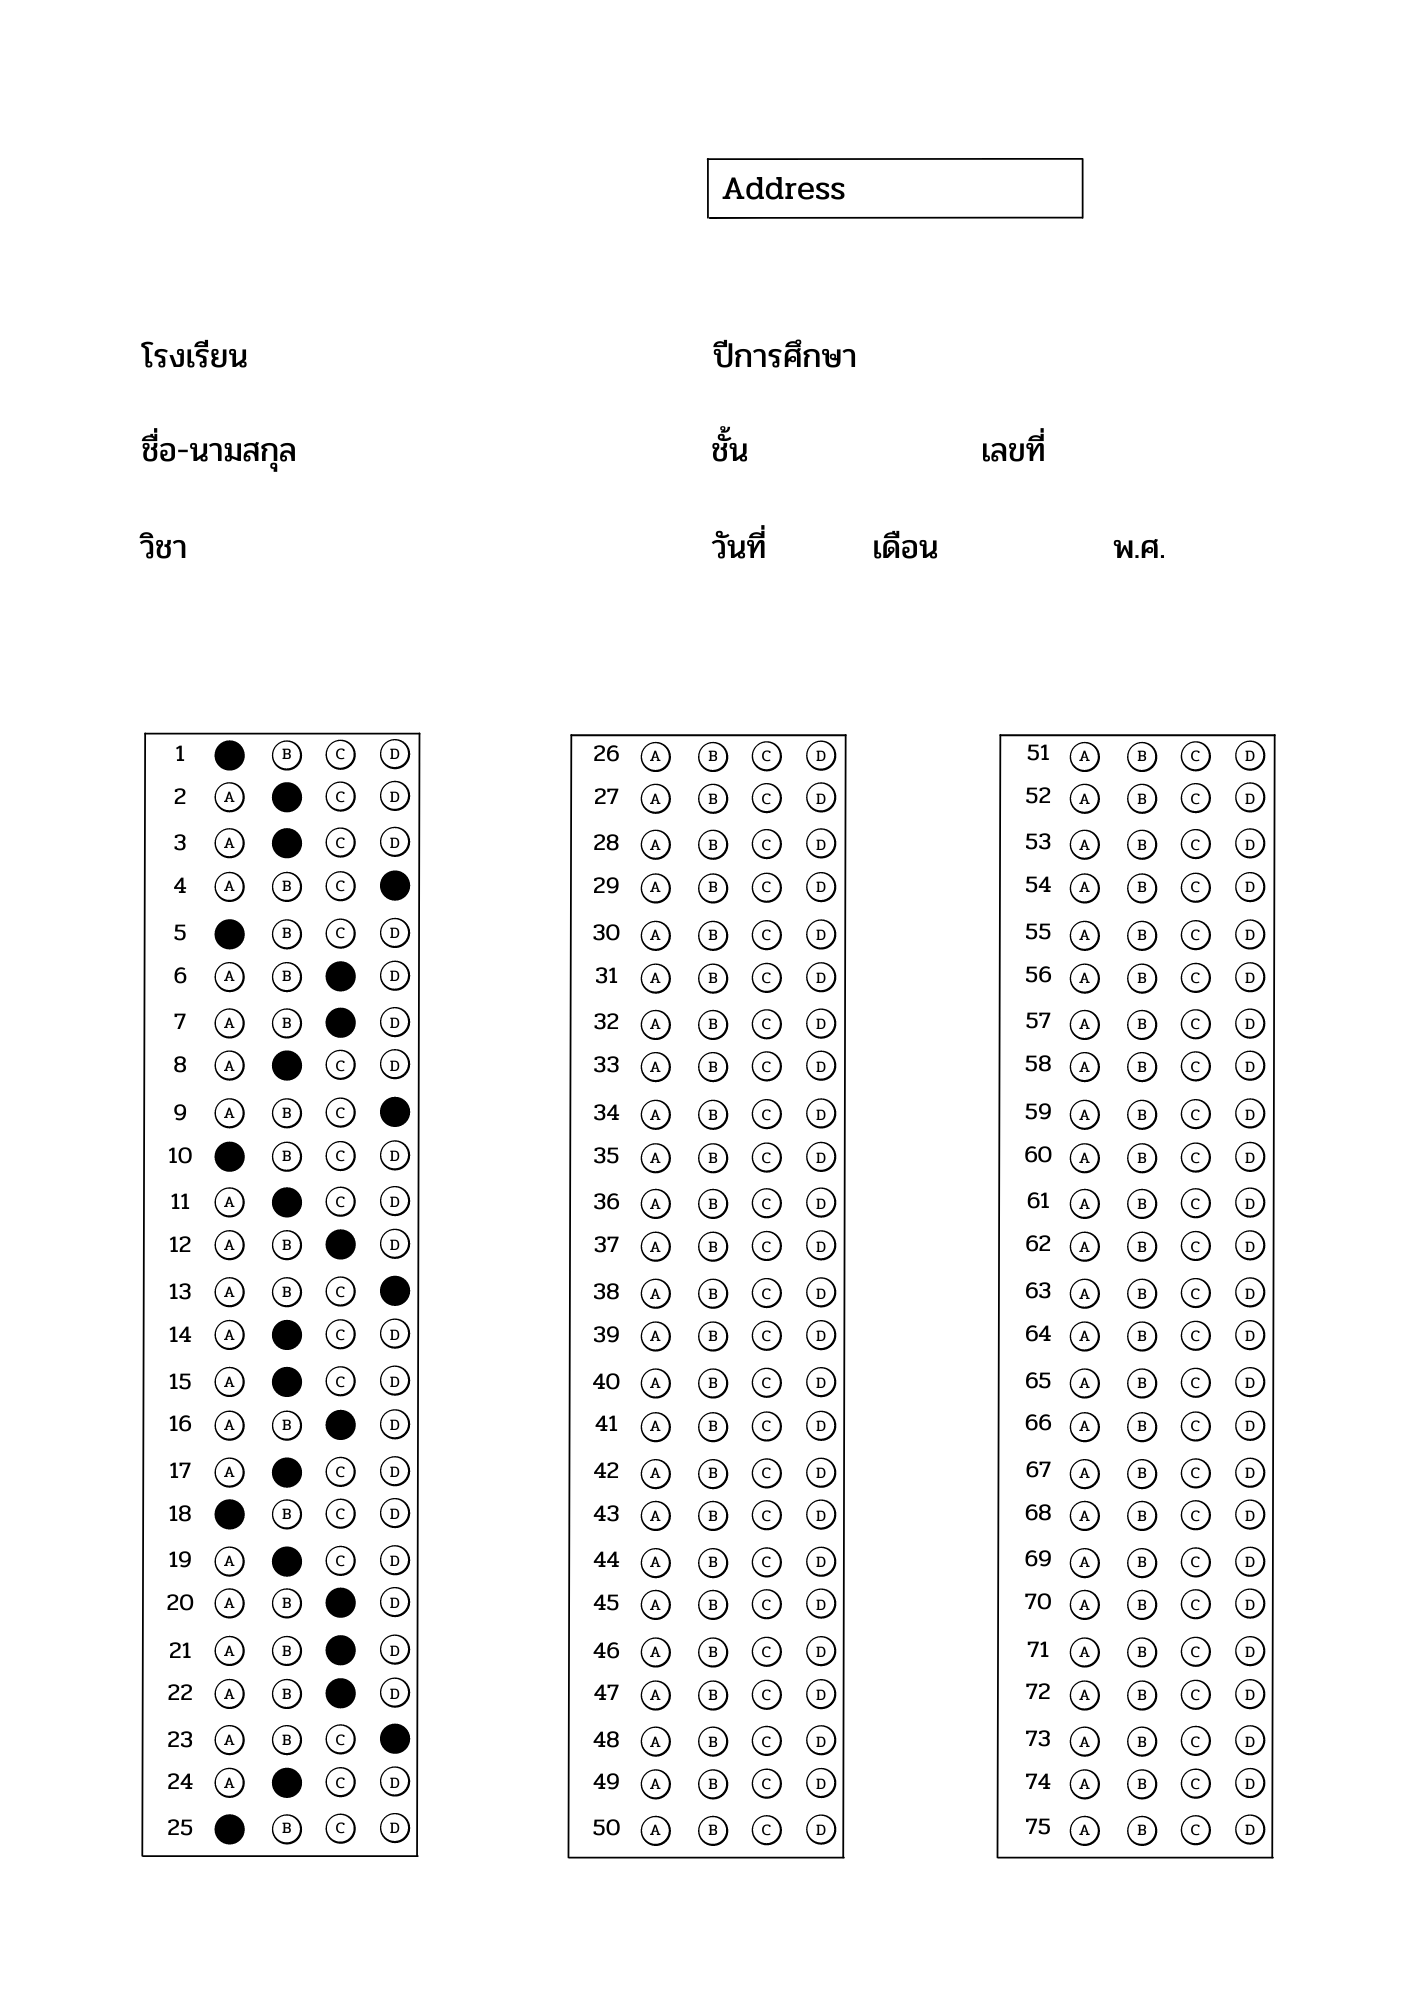 Address
โรงเรียน ปีการศึกษา
ชื่อ-นามสกุล ชั้น เลขที่
วิชา วันที่ เดือน พ.ศ.
1 B C D
2 A C D
3 A C D
4 A B C
5 B C D
6 A B D
7 A B D
8 A C D
9 A B C
10 B C D
11 A C D
12 A B D
13 A B C
14 A C D
15 A C D
16 A B D
17 A C D
18 B C D
19 A C D
20 A B D
21 A B D
22 A B D
23 A B C
24 A C D
25 B C D
26 A B C D
27 A B C D
28 A B C D
29 A B C D
30 A B C D
31 A B C D
32 A B C D
33 A B C D
34 A B C D
35 A B C D
36 A B C D
37 A B C D
38 A B C D
39 A B C D
40 A B C D
41 A B C D
42 A B C D
43 A B C D
44 A B C D
45 A B C D
46 A B C D
47 A B C D
48 A B C D
49 A B C D
50 A B C D
51 A B C D
52 A B C D
53 A B C D
54 A B C D
55 A B C D
56 A B C D
57 A B C D
58 A B C D
59 A B C D
60 A B C D
61 A B C D
62 A B C D
63 A B C D
64 A B C D
65 A B C D
66 A B C D
67 A B C D
68 A B C D
69 A B C D
70 A B C D
71 A B C D
72 A B C D
73 A B C D
74 A B C D
75 A B C D